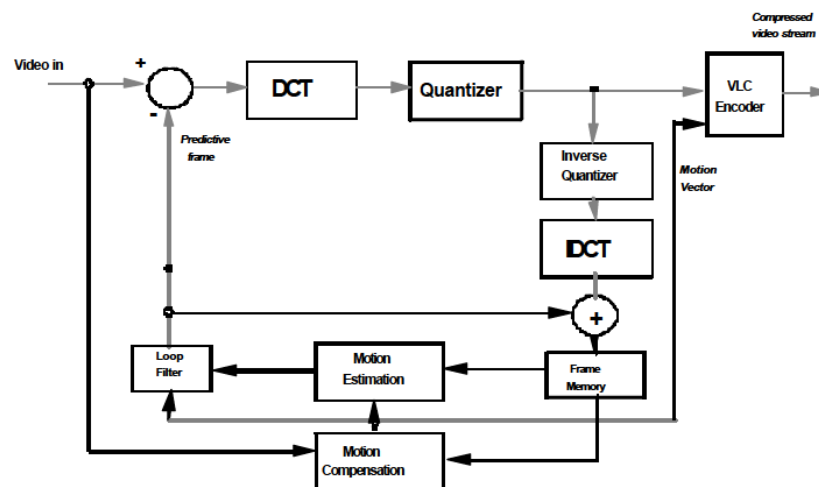 Compressed
video stream
Video in
+
DCT
Quantizer
VLC
Encoder
-
Predictive
frame
Inverse
Quantizer
Motion
Vector
IDCT
+
Loop
Filter
Motion
Estimation
Frame
Memory
Motion
Compensation